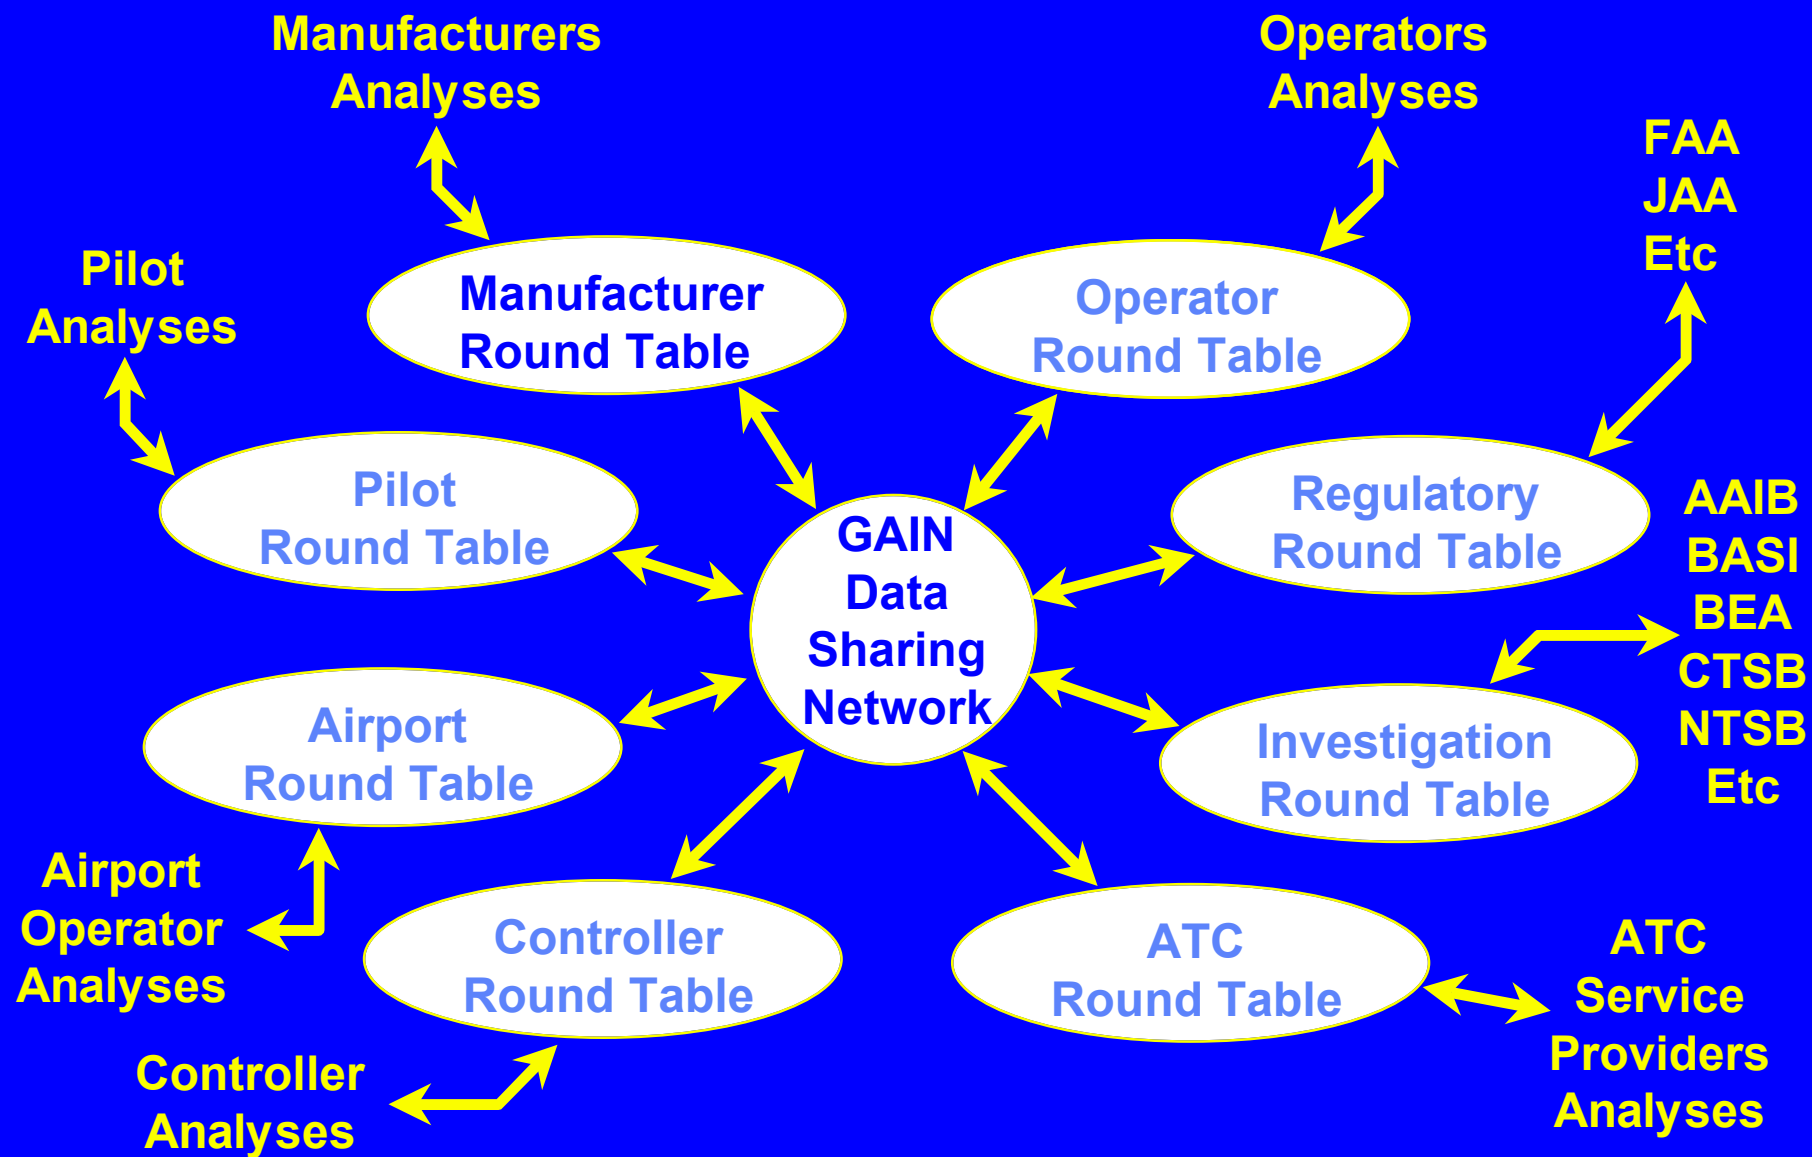 Manufacturers
Analyses
Operators
Analyses
FAA
JAA
Etc
Pilot
Analyses
Manufacturer
Round Table
Operator
Round Table
Pilot
Round Table
Regulatory
Round Table
AAIB
BASI
BEA
CTSB
NTSB
Etc
GAIN
Data
Sharing
Network
Airport
Round Table
Investigation
Round Table
Airport
Operator
Analyses
Controller
Round Table
ATC
Round Table
ATC
Service
Providers
Analyses
Controller
Analyses